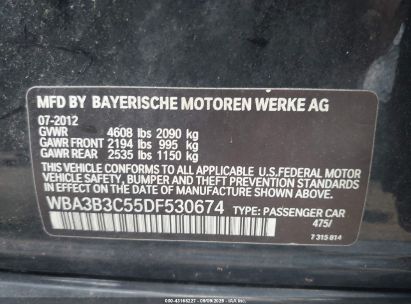 MFD BY BAYERISCHE MOTOREN WERKE AG
07-2012
GVWR 4608 lbs 2090 kg
GAWR FRONT 2194 lbs 995 kg
GAWR REAR 2535 lbs 1150 kg
THIS VEHICLE CONFORMS TO ALL APPLICABLE U.S.FEDERAL MOTOR
VEHICLE SAFETY, BUMPER AND THEFT PREVENTION STANDARDS
IN EFFECT ON THE DATE OF MANUFACTURE SHOWN ABOVE.
WBA3B3C55DF530674 TYPE: PASSENGER CAR
475/
7 315 814